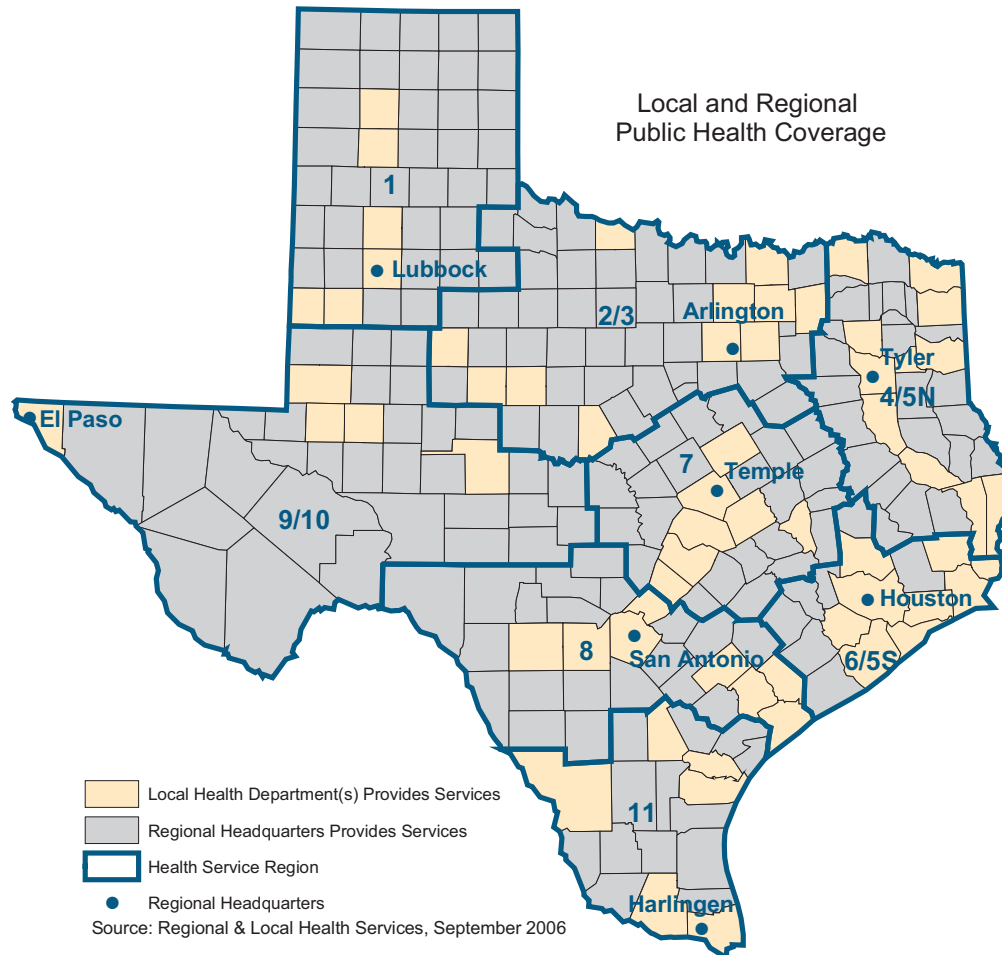 Local and Regional
Public Health Coverage
1
Lubbock
2/3
Arlington
Tyler
4/5N
El Paso
7
Temple
9/10
Houston
8
San Antonio
6/5S
11
Harlingen
Local Health Department(s) Provides Services
Regional Headquarters Provides Services
Health Service Region
Regional Headquarters
Source: Regional & Local Health Services, September 2006